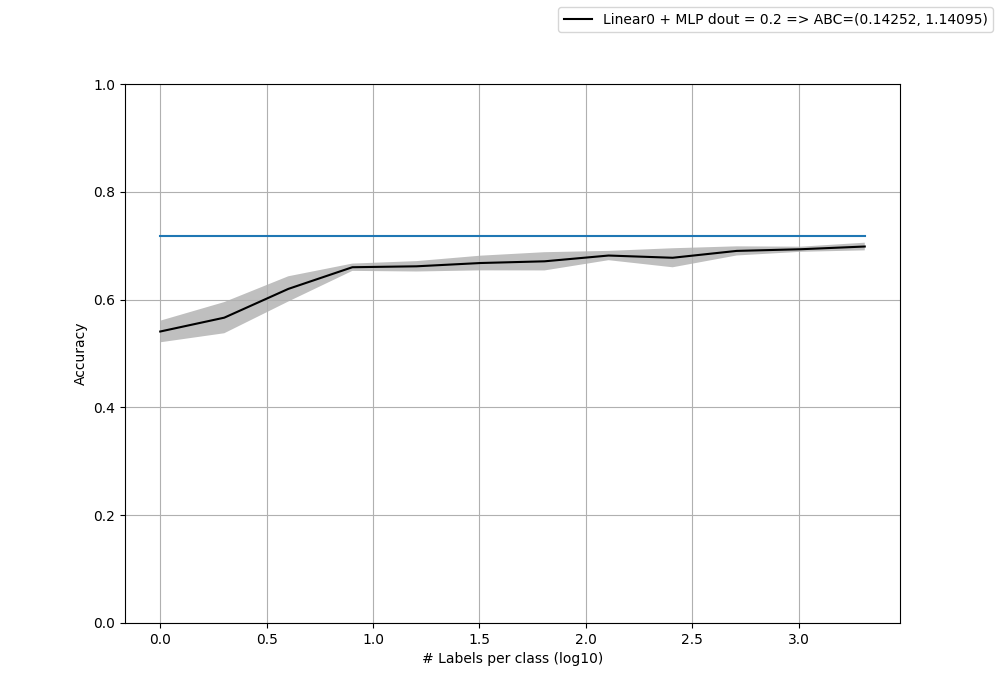 Linear0 + MLP dout = 0.2 => ABC=(0.14252, 1.14095)
1.0
0.8
0.6
0.4
0.2
0.0
Accuracy
0.0 0.5 1.0 1.5 2.0 2.5 3.0
# Labels per class (log10)